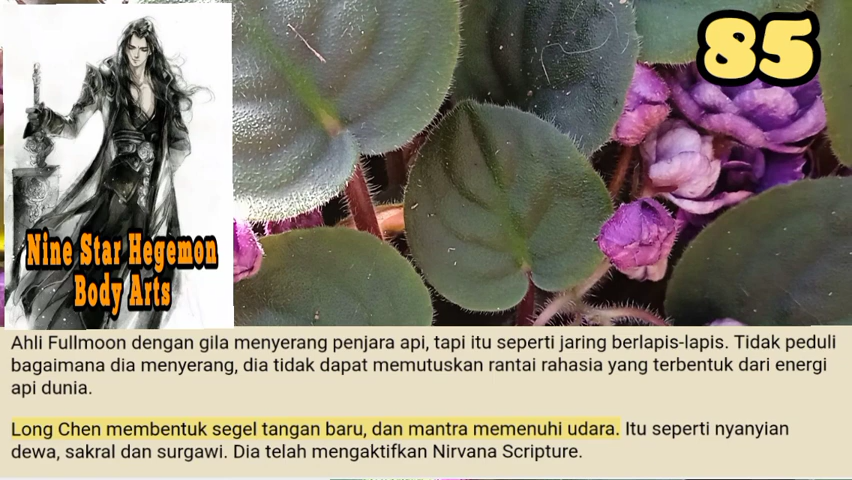 85
Nine Star Hegemon
Body Arts
Ahli Fullmoon dengan gila menyerang penjara api, tapi itu seperti jaring berlapis-lapis. Tidak peduli
bagaimana dia menyerang, dia tidak dapat memutuskan rantai rahasia yang terbentuk dari energi
api dunia.
Long Chen membentuk segel tangan baru, dan mantra memenuhi udara. Itu seperti nyanyian
dewa, sakral dan surgawi. Dia telah mengaktifkan Nirvana Scripture.